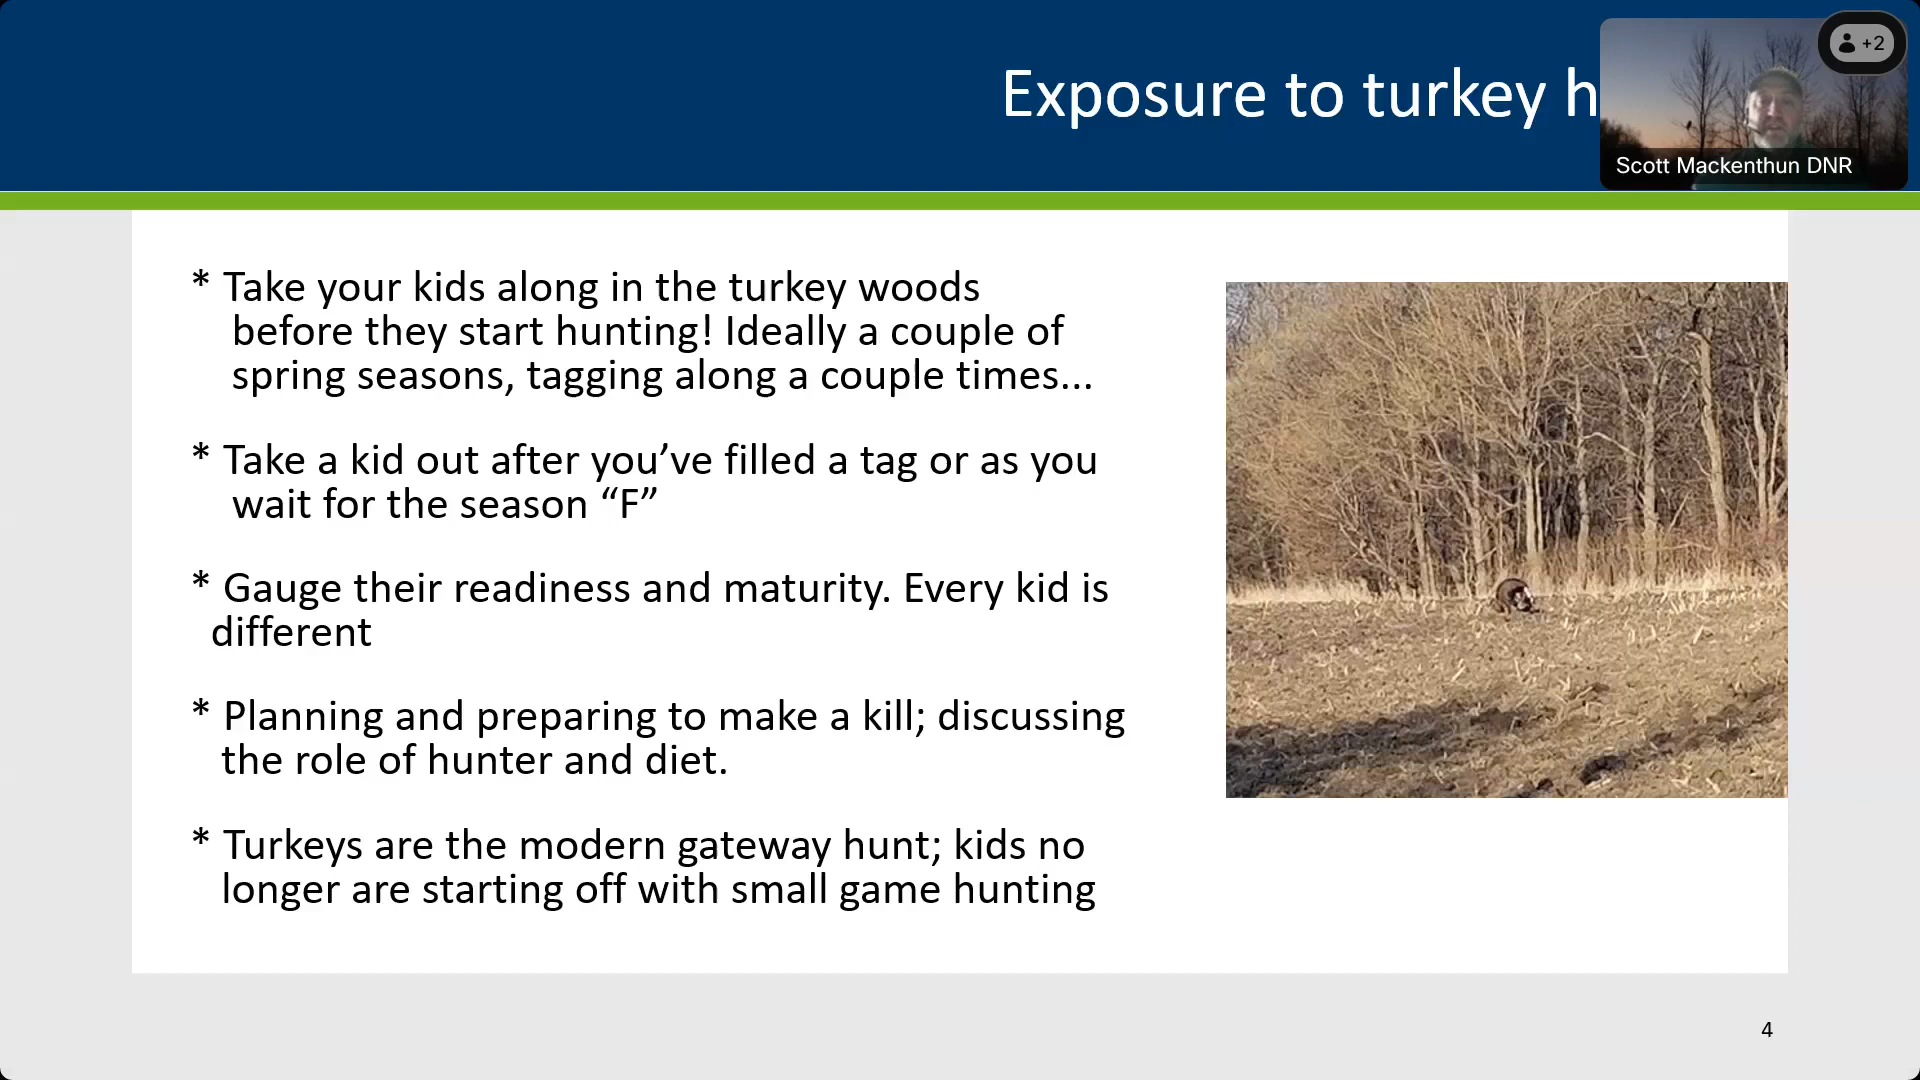 Exposure to turkey h
+2
Scott Mackenthun DNR
* Take your kids along in the turkey woods
before they start hunting! Ideally a couple of
spring seasons, tagging along a couple times...
* Take a kid out after you’ve filled a tag or as you
wait for the season “F”
* Gauge their readiness and maturity. Every kid is
different
* Planning and preparing to make a kill; discussing
the role of hunter and diet.
* Turkeys are the modern gateway hunt; kids no
longer are starting off with small game hunting
4